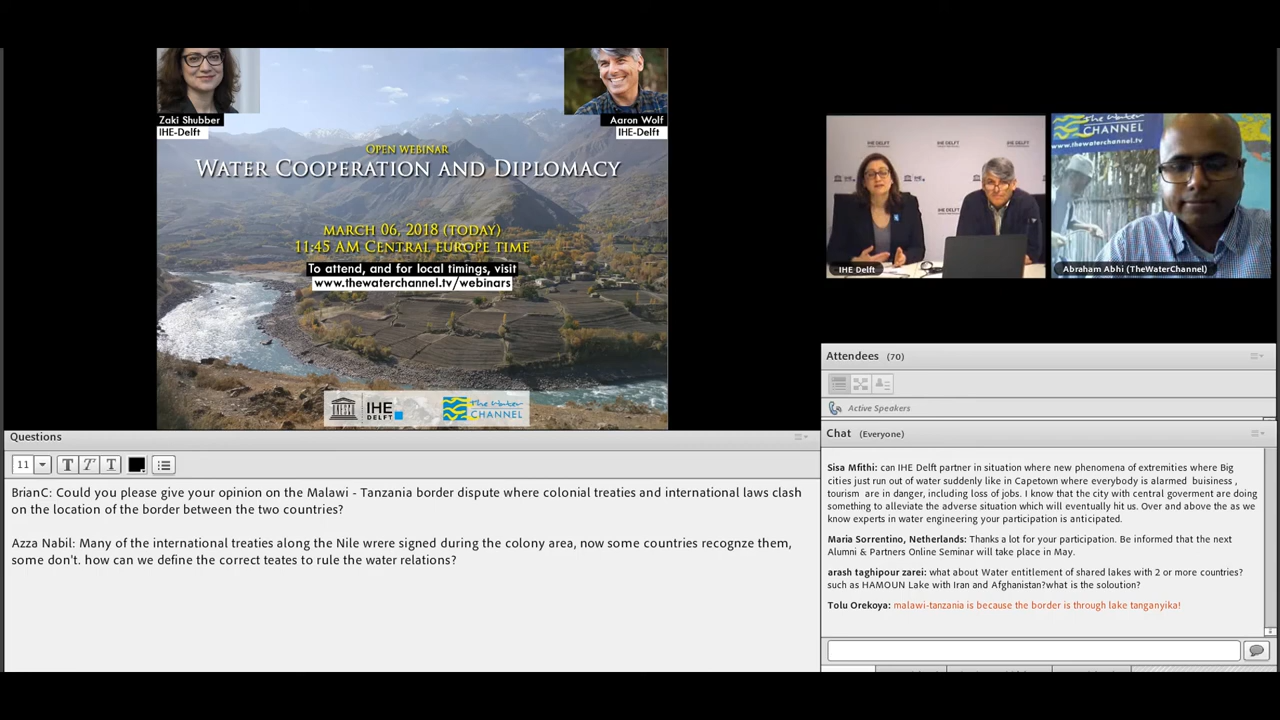 Zaki Shubber
IHE-Delft
Aaron Wolf
IHE-Delft
OPEN WEBINAR
WATER COOPERATION AND DIPLOMACY
MARCH 06, 2018 (TODAY)
11:45 AM CENTRAL EUROPE TIME
To attend, and for local timings, visit
www.thewaterchannel.tv/webinars
IHE
DELFT
The Water
CHANNEL
IHE DELFT
IHE Delft
The Water
CHANNEL
www.thewaterchannel.tv
Abraham Abhi (TheWaterChannel)
Attendees (70)
Active Speakers
Questions
11
T T T
BrianC: Could you please give your opinion on the Malawi - Tanzania border dispute where colonial treaties and international laws clash
on the location of the border between the two countries?
Azza Nabil: Many of the international treaties along the Nile wrere signed during the colony area, now some countries recognze them,
some don't. how can we define the correct teates to rule the water relations?
Chat (Everyone)
Sisa Mfithi: can IHE Delft partner in situation where new phenomena of extremities where Big
cities just run out of water suddenly like in Capetown where everybody is alarmed buisiness ,
tourism are in danger, including loss of jobs. I know that the city with central goverment are doing
something to alleviate the adverse situation which will eventually hit us. Over and above the as we
know experts in water engineering your participation is anticipated.
Maria Sorrentino, Netherlands: Thanks a lot for your participation. Be informed that the next
Alumni & Partners Online Seminar will take place in May.
arash taghipour zarei: what about Water entitlement of shared lakes with 2 or more countries?
such as HAMOUN Lake with Iran and Afghanistan?what is the soloution?
Tolu Orekoya: malawi-tanzania is because the border is through lake tanganyika!